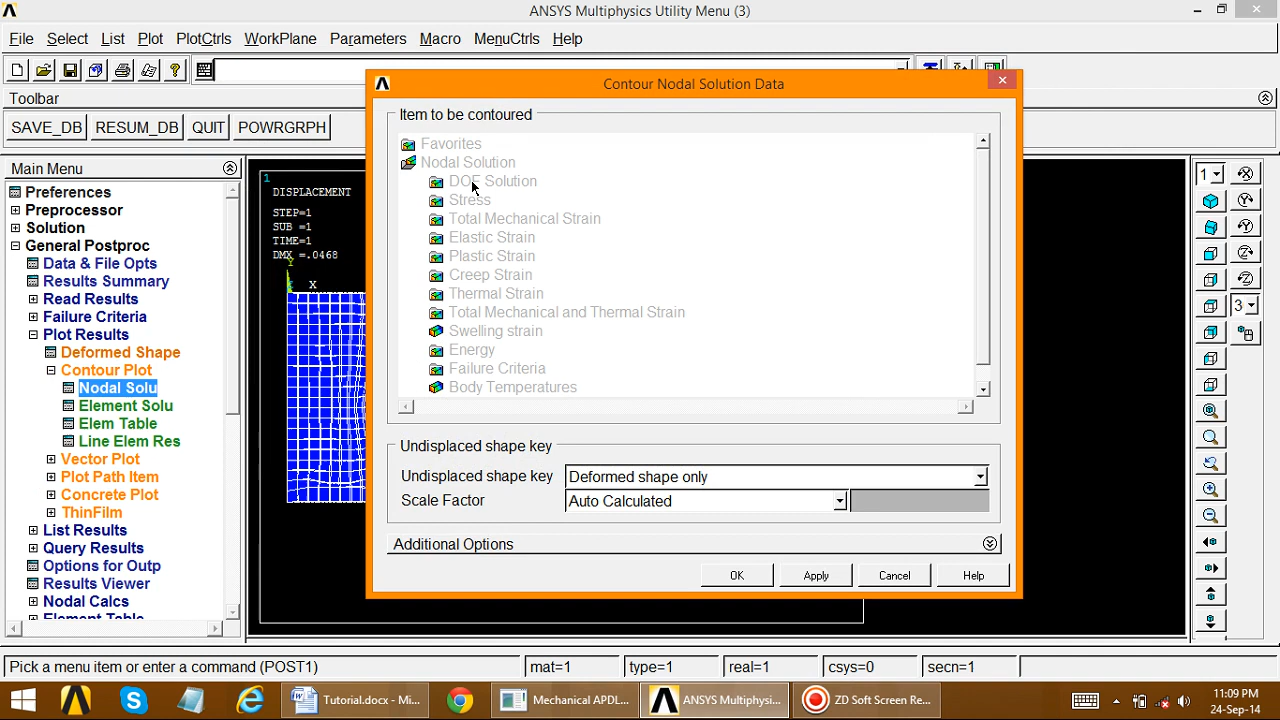 ANSYS Multiphysics Utility Menu (3)
File Select List Plot PlotCtrls WorkPlane Parameters Macro MenuCtrls Help
Toolbar
SAVE_DB RESUM_DB QUIT POWRGRPH
Main Menu
Preferences
Preprocessor
Solution
General Postproc
Data & File Opts
Results Summary
Read Results
Failure Criteria
Plot Results
Deformed Shape
Contour Plot
Nodal Solu
Element Solu
Elem Table
Line Elem Res
Vector Plot
Plot Path Item
Concrete Plot
ThinFilm
List Results
Query Results
Options for Outp
Results Viewer
Nodal Calcs
Element Table
1
DISPLACEMENT
STEP=1
SUB =1
TIME=1
DMX =.0468
Y
X
Contour Nodal Solution Data
Item to be contoured
Favorites
Nodal Solution
DOF Solution
Stress
Total Mechanical Strain
Elastic Strain
Plastic Strain
Creep Strain
Thermal Strain
Total Mechanical and Thermal Strain
Swelling strain
Energy
Failure Criteria
Body Temperatures
Undisplaced shape key
Undisplaced shape key Deformed shape only
Scale Factor Auto Calculated
Additional Options
OK Apply Cancel Help
1
3
Pick a menu item or enter a command (POST1) mat=1 type=1 real=1 csys=0 secn=1
Tutorial.docx - Mi... Mechanical APDL... ANSYS Multiphysi... ZD Soft Screen Re...
11:09 PM
24-Sep-14